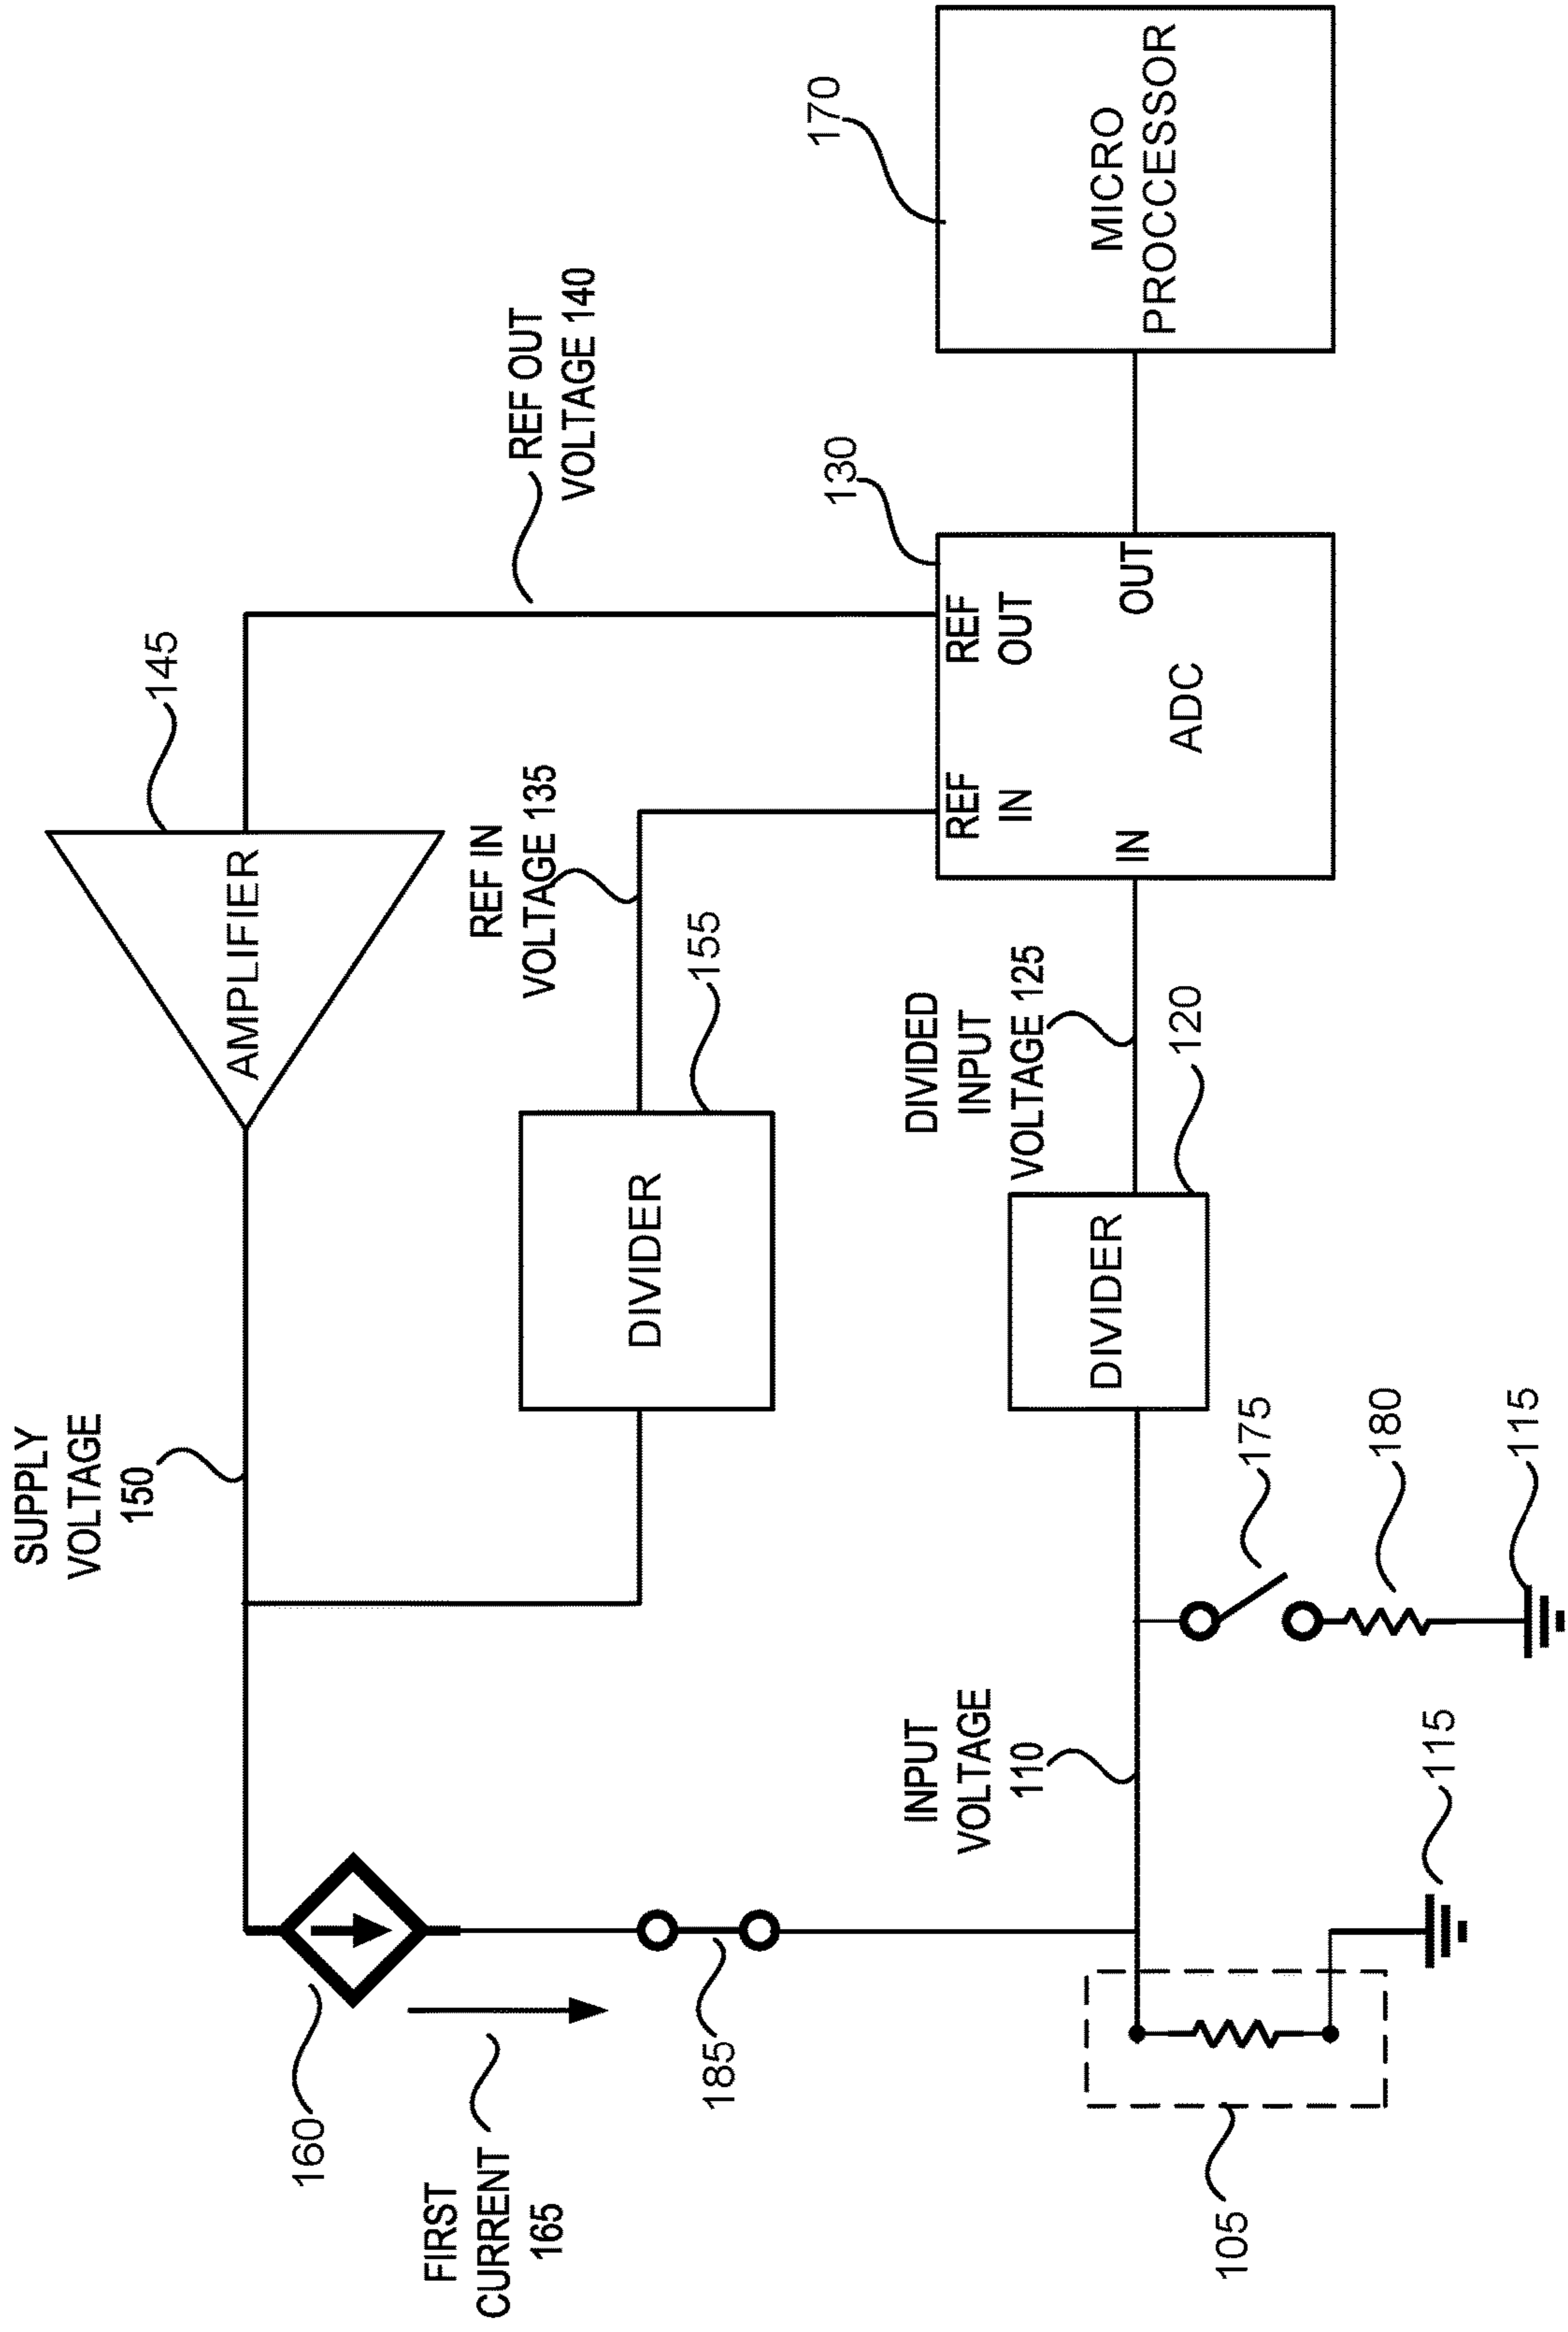 SUPPLY
VOLTAGE
150
AMPLIFIER
145
REF OUT
VOLTAGE 140
170
MICRO
PROCCESSOR
160
FIRST
CURRENT
165
185
DIVIDER
155
REF IN
VOLTAGE 135
130
REF
IN
REF
OUT
IN
OUT
ADC
INPUT
VOLTAGE
110
DIVIDER
120
DIVIDED
INPUT
VOLTAGE 125
175
180
115
115
105